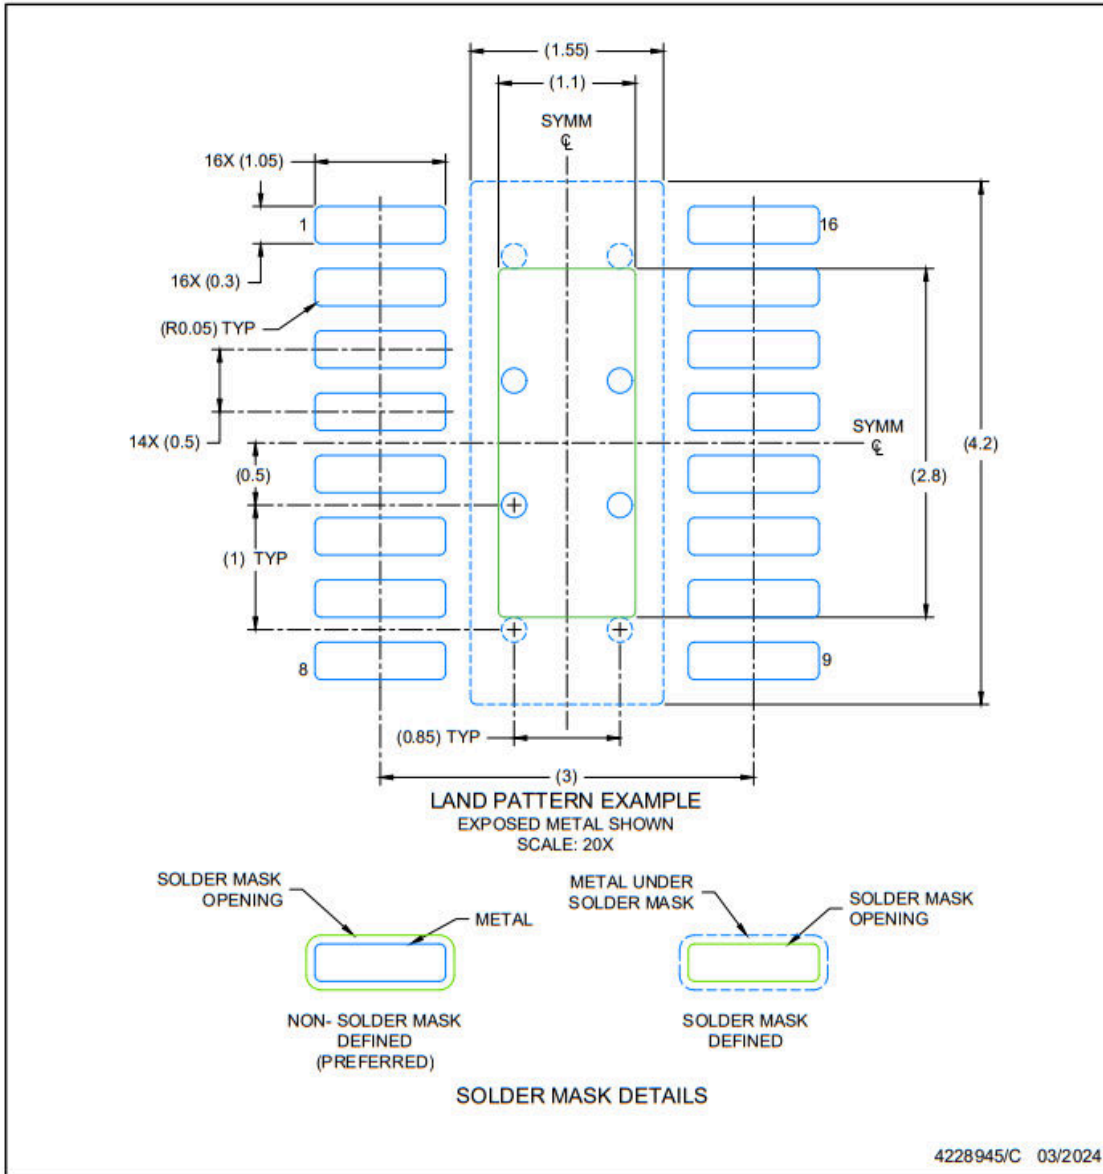 (1.55)
(1.1)
SYMM
℄
16X (1.05)
1
16
16X (0.3)
(R0.05) TYP
14X (0.5)
SYMM
℄
(0.5)
(4.2)
(2.8)
(1) TYP
8
9
(0.85) TYP
(3)
LAND PATTERN EXAMPLE
EXPOSED METAL SHOWN
SCALE: 20X
SOLDER MASK
OPENING
METAL
NON- SOLDER MASK
DEFINED
(PREFERRED)
METAL UNDER
SOLDER MASK
SOLDER MASK
OPENING
SOLDER MASK
DEFINED
SOLDER MASK DETAILS
4228945/C 03/2024